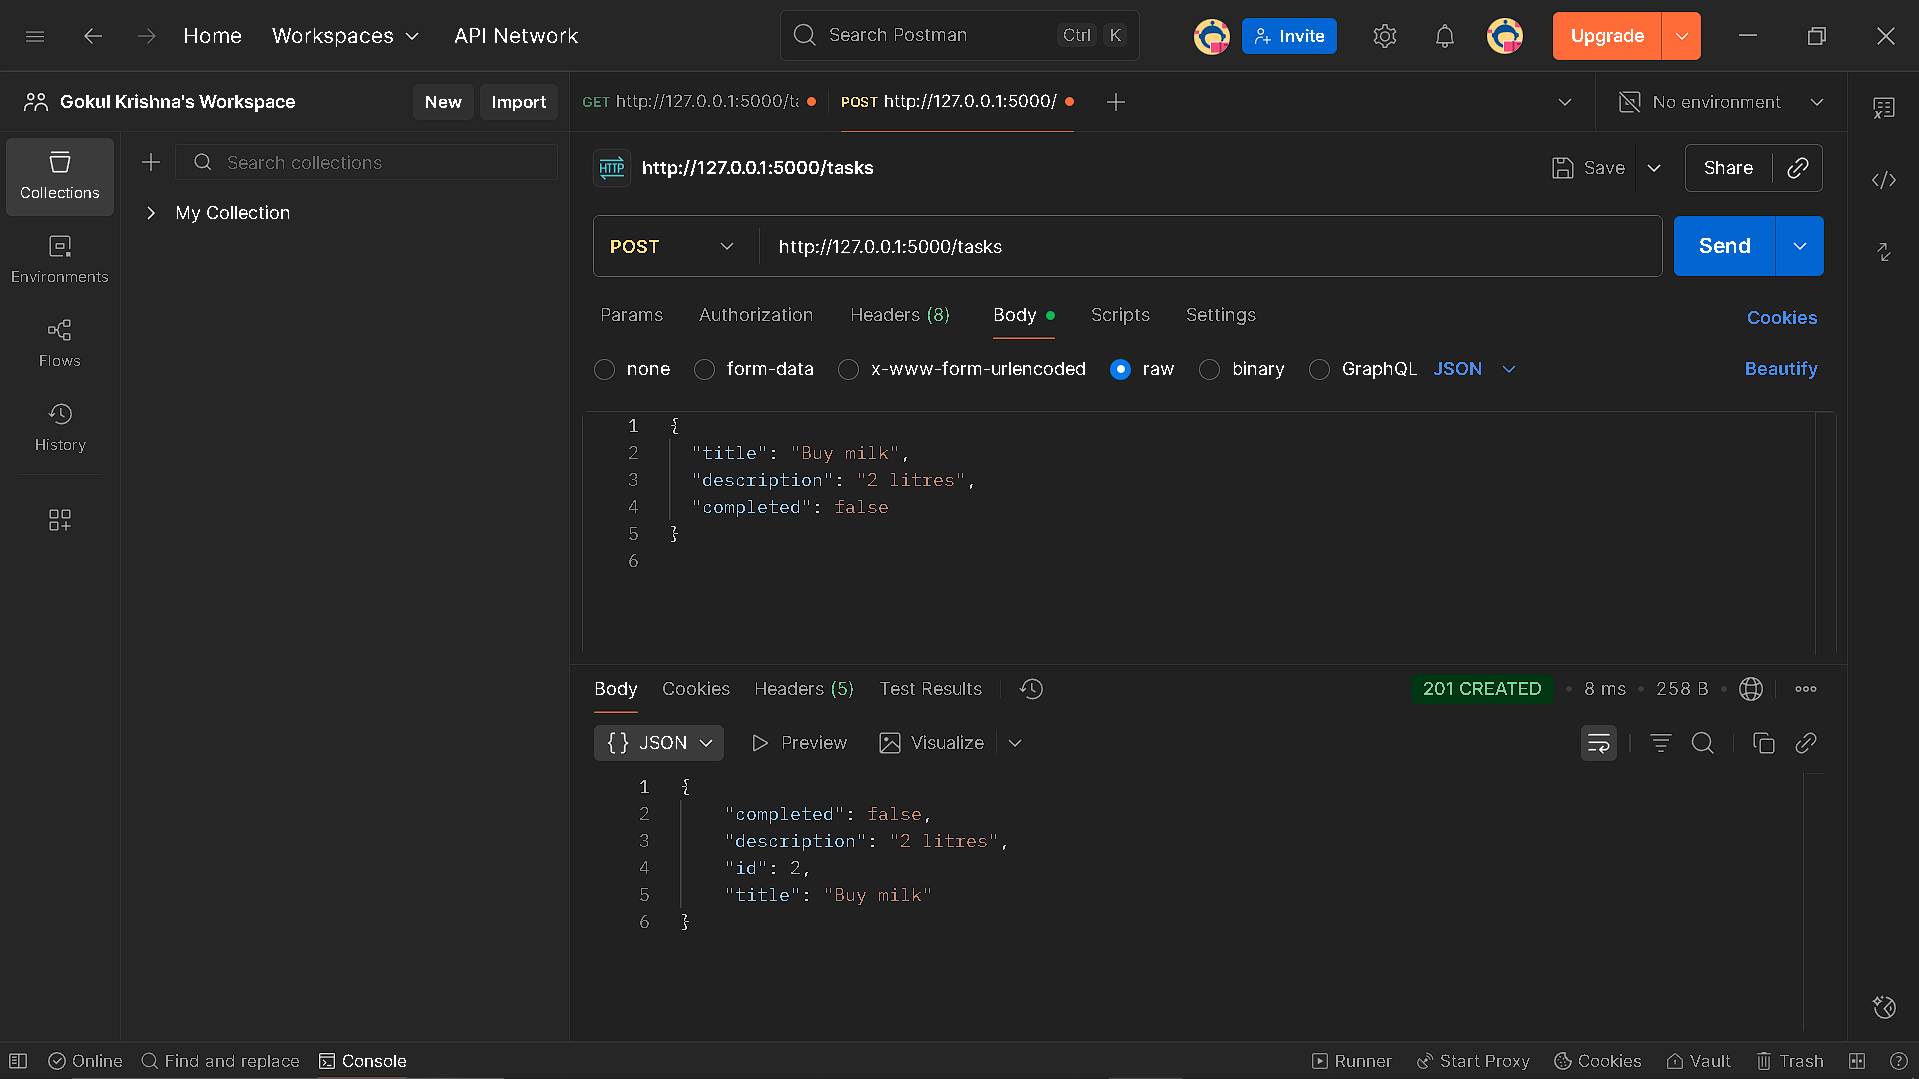 Home Workspaces API Network Search Postman Ctrl K Invite Upgrade
Gokul Krishna's Workspace New Import GET http://127.0.0.1:5000/ta POST http://127.0.0.1:5000/ No environment
Collections
Search collections
My Collection
Environments
Flows
History
HTTP http://127.0.0.1:5000/tasks Save Share
POST http://127.0.0.1:5000/tasks Send
Params Authorization Headers (8) Body Scripts Settings Cookies
none form-data x-www-form-urlencoded raw binary GraphQL JSON Beautify
1 {
2 "title": "Buy milk",
3 "description": "2 litres",
4 "completed": false
5 }
6
Body Cookies Headers (5) Test Results 201 CREATED • 8 ms • 258 B •
{} JSON Preview Visualize
1 {
2 "completed": false,
3 "description": "2 litres",
4 "id": 2,
5 "title": "Buy milk"
6 }
Online Find and replace Console Runner Start Proxy Cookies Vault Trash